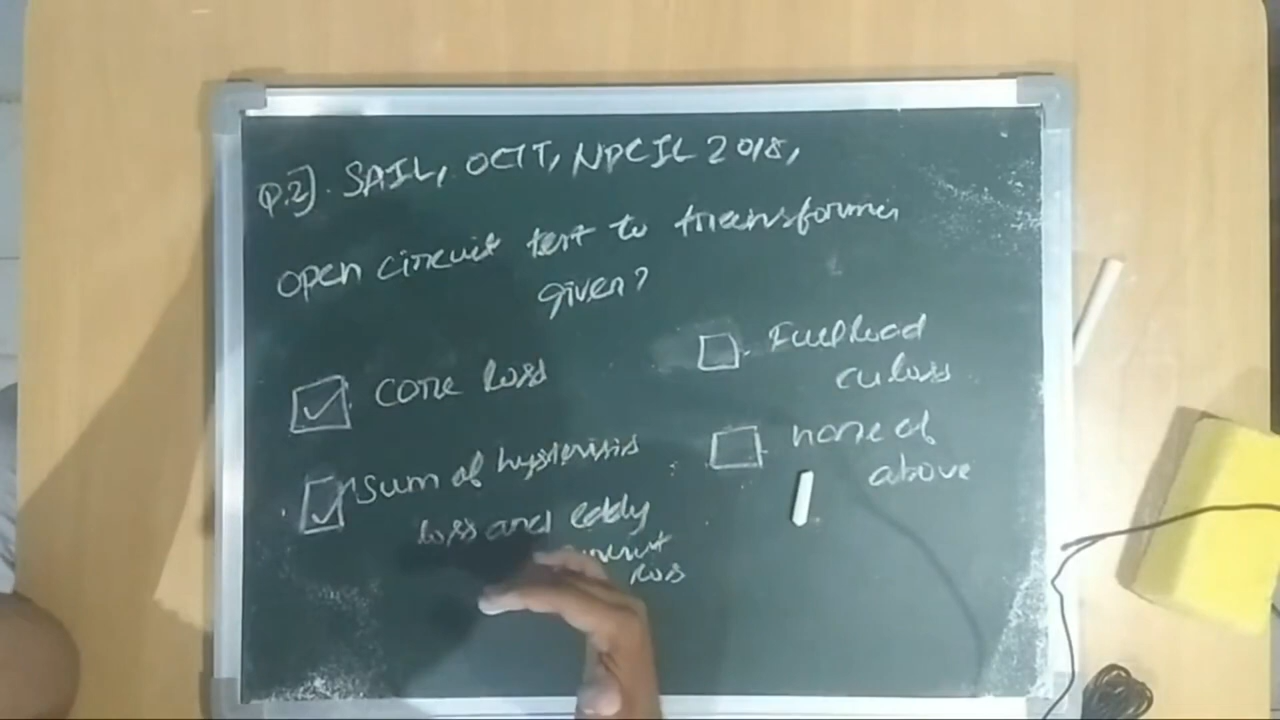 Q.2]. SAIL, OCTT, NPCIL 2018,
open circuit test to transformer
given?
core loss
Sum of hysterisis
loss and eddy
current
loss
Full load
cu loss
none of
above